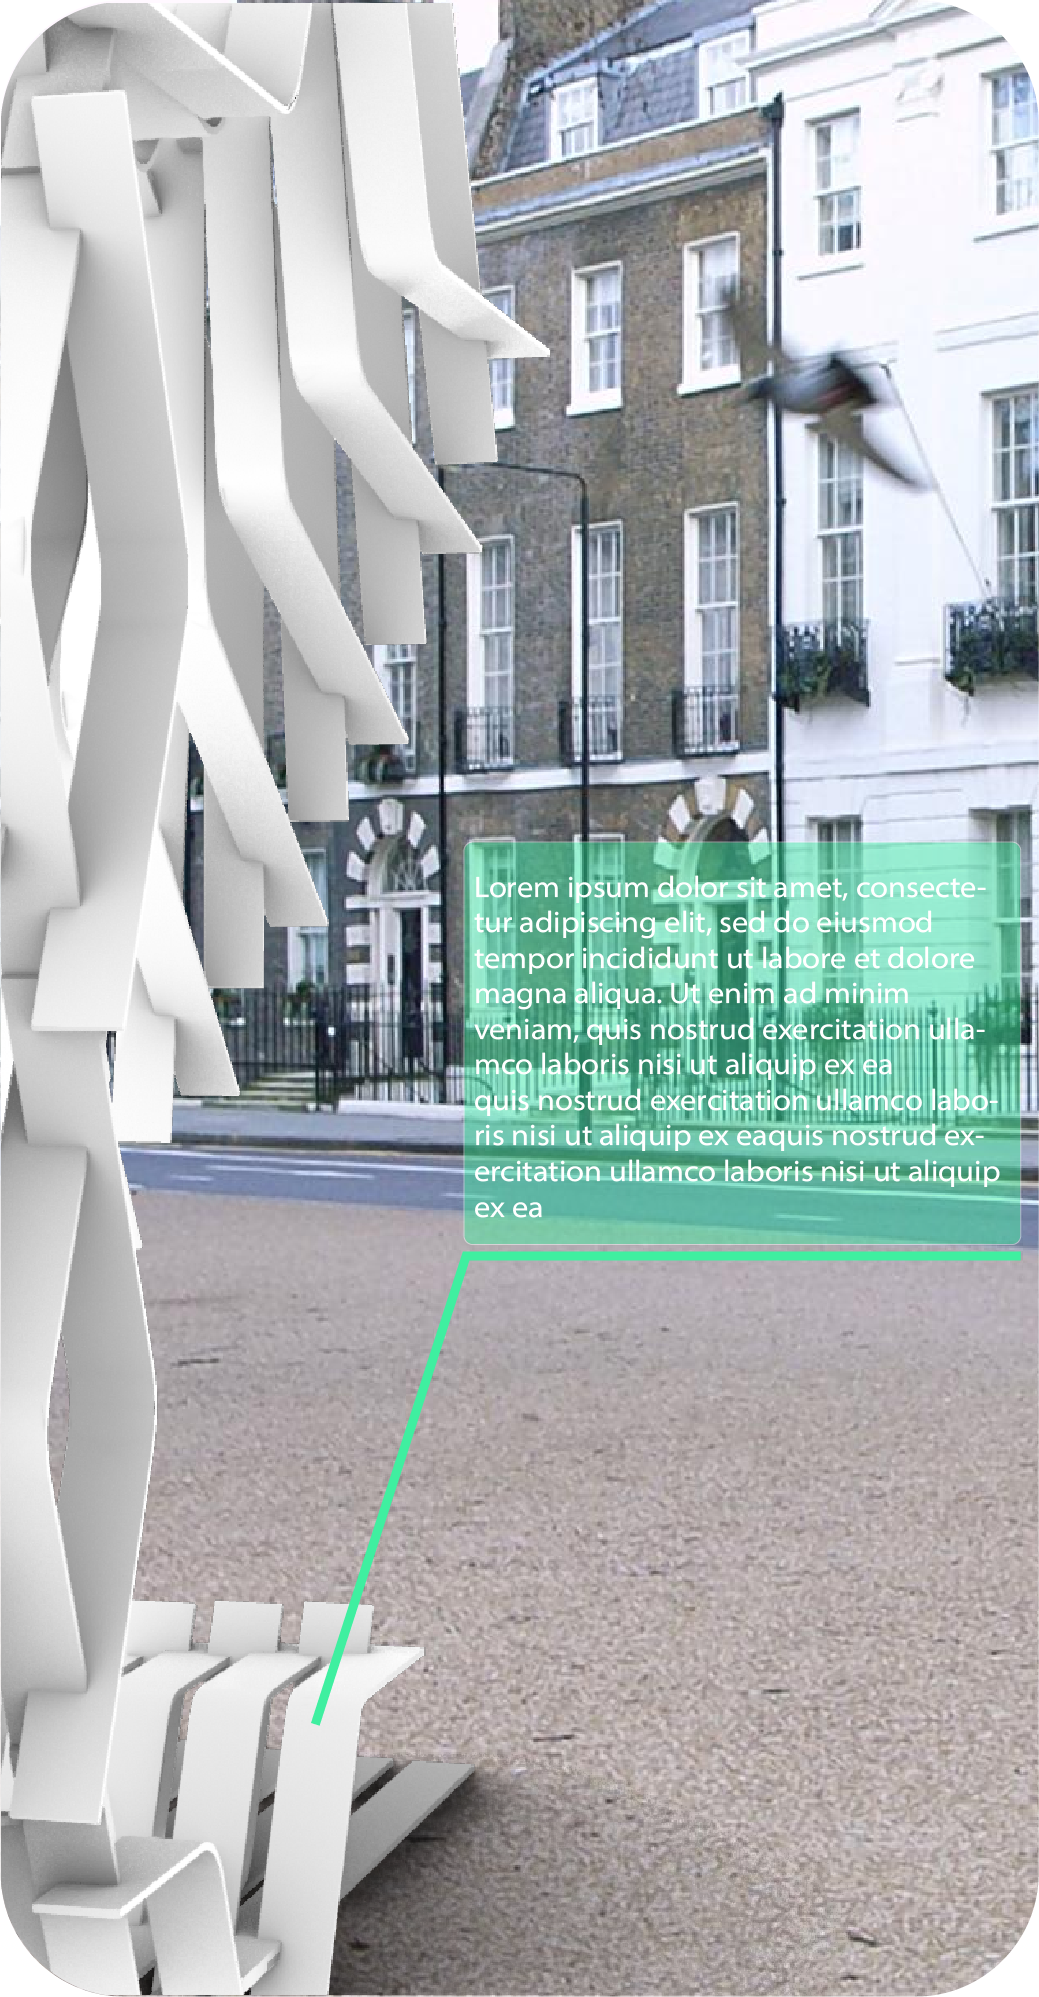 Lorem ipsum dolor sit amet, consecte-
tur adipiscing elit, sed do eiusmod
tempor incididunt ut labore et dolore
magna aliqua. Ut enim ad minim
veniam, quis nostrud exercitation ulla-
mco laboris nisi ut aliquip ex ea
quis nostrud exercitation ullamco labo-
ris nisi ut aliquip ex eaquis nostrud ex-
ercitation ullamco laboris nisi ut aliquip
ex ea